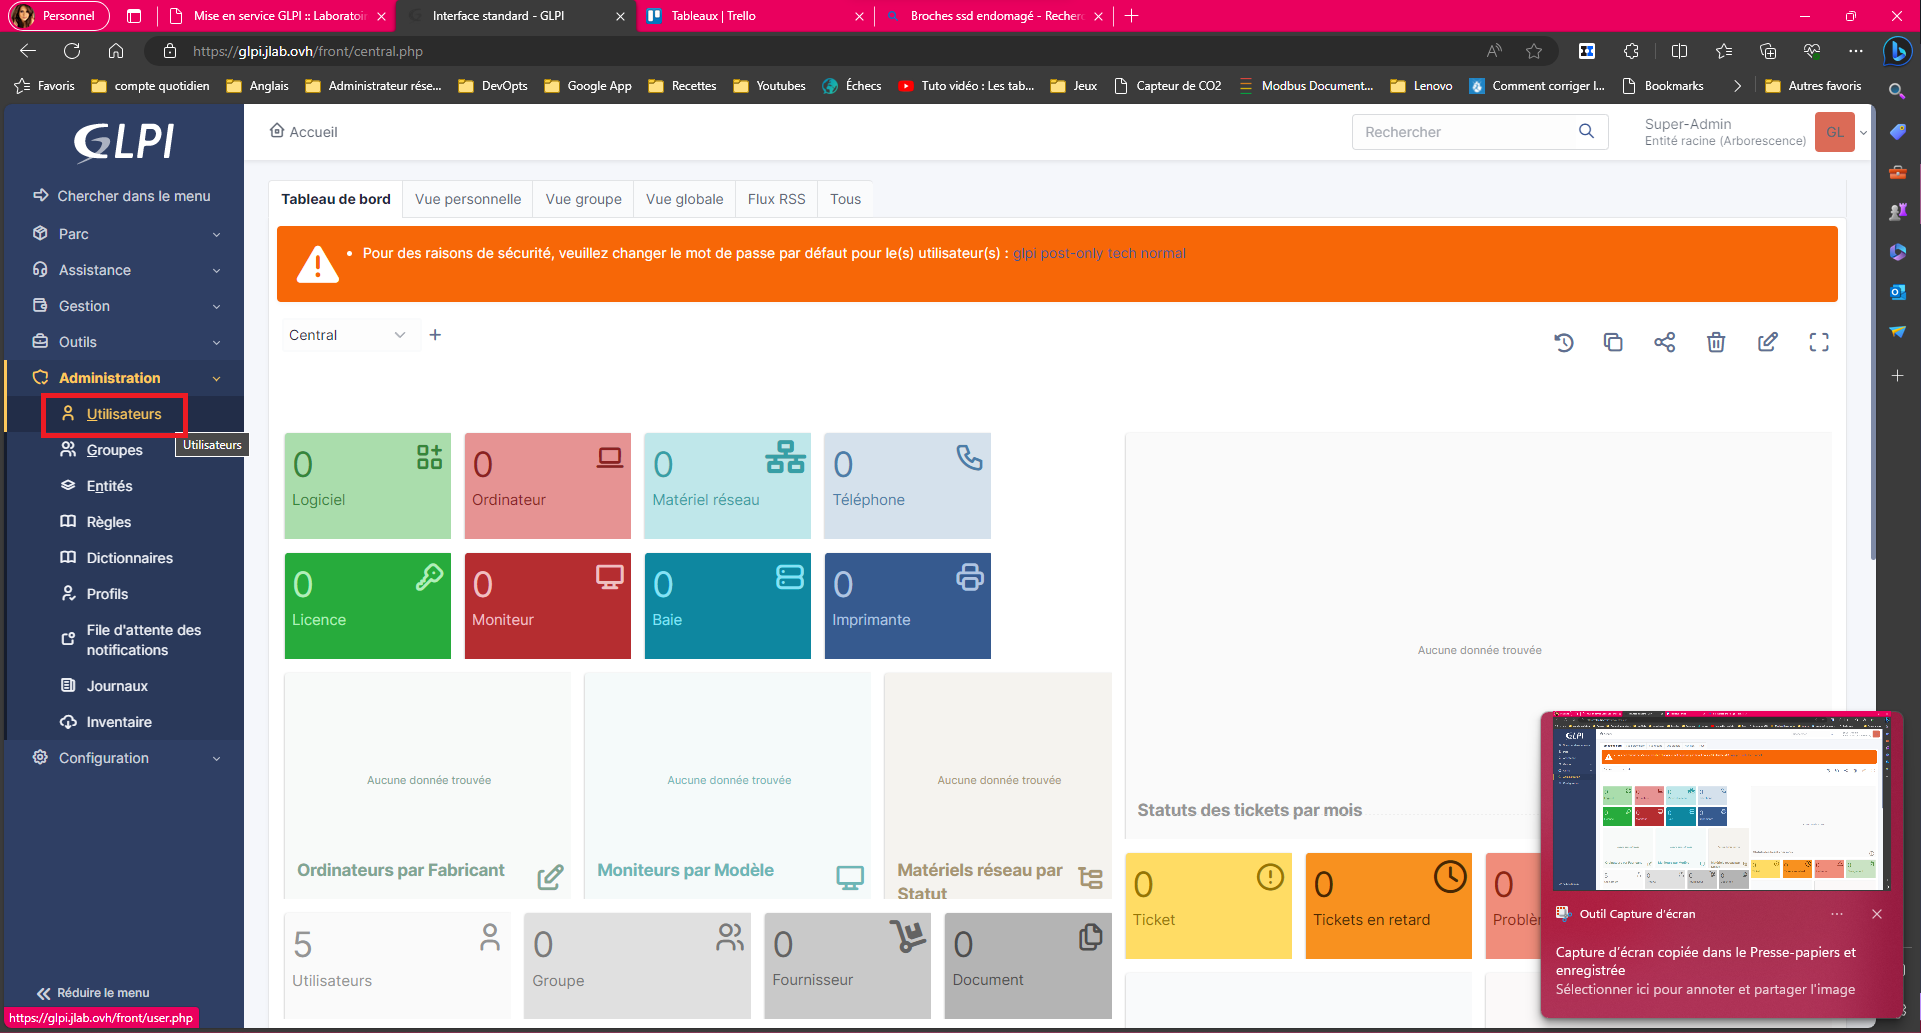 Personnel
Mise en service GLPI :: Laboratoir
Interface standard - GLPI
Tableaux | Trello
Broches ssd endomagé - Recherc
https://glpi.jlab.ovh/front/central.php
Favoris
compte quotidien
Anglais
Administrateur rése...
DevOpts
Google App
Recettes
Youtubes
Échecs
Tuto vidéo : Les tab...
Jeux
Capteur de CO2
Modbus Document...
Lenovo
Comment corriger l...
Bookmarks
Autres favoris
GLPI
Accueil
Rechercher
Super-Admin
Entité racine (Arborescence)
GL
Chercher dans le menu
Parc
Assistance
Gestion
Outils
Administration
Utilisateurs
Utilisateurs
Groupes
Entités
Règles
Dictionnaires
Profils
File d'attente des
notifications
Journaux
Inventaire
Configuration
Réduire le menu
https://glpi.jlab.ovh/front/user.php
Tableau de bord
Vue personnelle
Vue groupe
Vue globale
Flux RSS
Tous
• Pour des raisons de sécurité, veuillez changer le mot de passe par défaut pour le(s) utilisateur(s) : glpi post-only tech normal
Central
0
Logiciel
0
Ordinateur
0
Matériel réseau
0
Téléphone
0
Licence
0
Moniteur
0
Baie
0
Imprimante
Aucune donnée trouvée
Statuts des tickets par mois
Aucune donnée trouvée
Ordinateurs par Fabricant
Aucune donnée trouvée
Moniteurs par Modèle
Aucune donnée trouvée
Matériels réseau par
Statut
5
Utilisateurs
0
Groupe
0
Fournisseur
0
Document
0
Ticket
0
Tickets en retard
0
Problèr
GLPI
Outil Capture d'écran
Capture d'écran copiée dans le Presse-papiers et
enregistrée
Sélectionner ici pour annoter et partager l'image